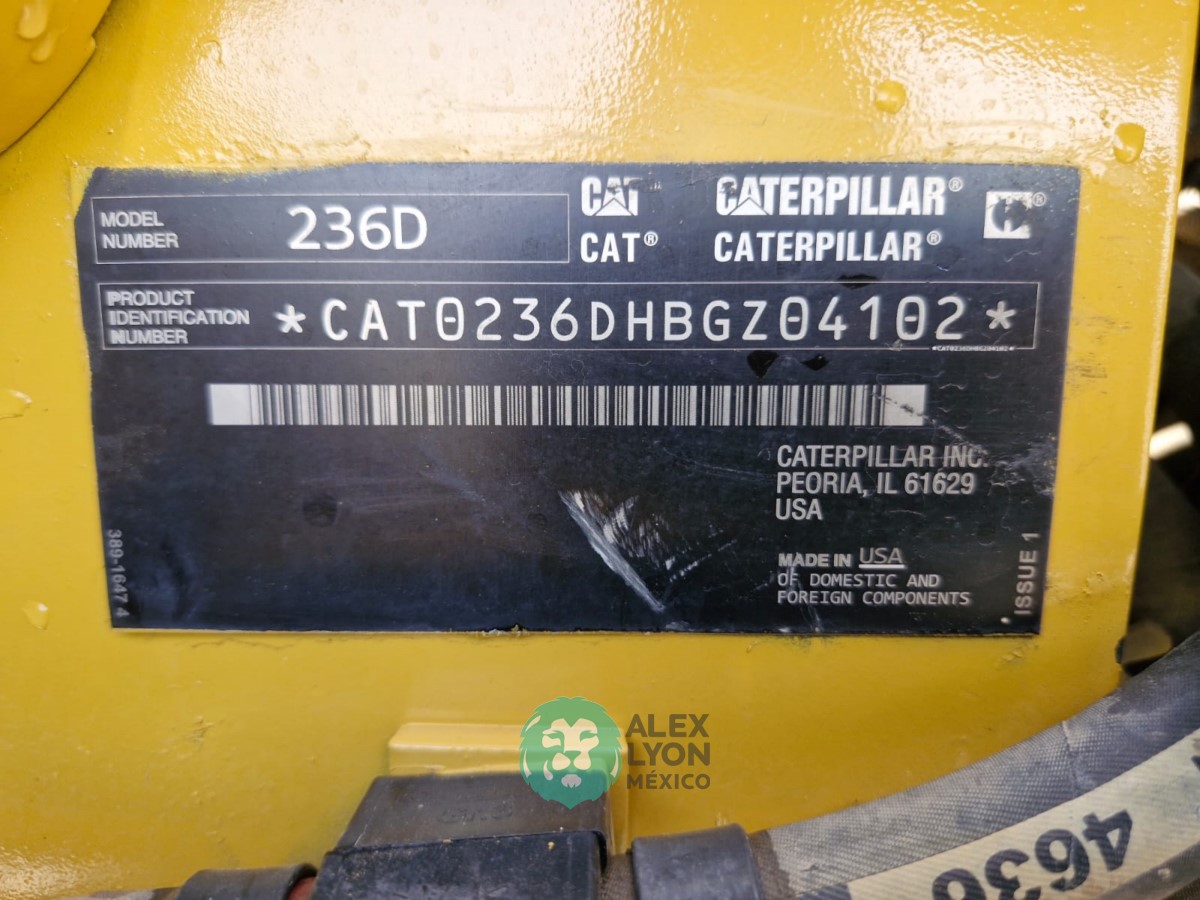 MODEL
NUMBER
236D
CAT CATERPILLAR®
CAT® CATERPILLAR®
PRODUCT
IDENTIFICATION
NUMBER
*CAT0236DHBGZ04102*
*CAT0236DHBGZ04102*
CATERPILLAR INC.
PEORIA, IL 61629
USA
MADE IN USA
OF DOMESTIC AND
FOREIGN COMPONENTS
389-1647 4
ISSUE 1
ALEX
LYON
MÉXICO
4636